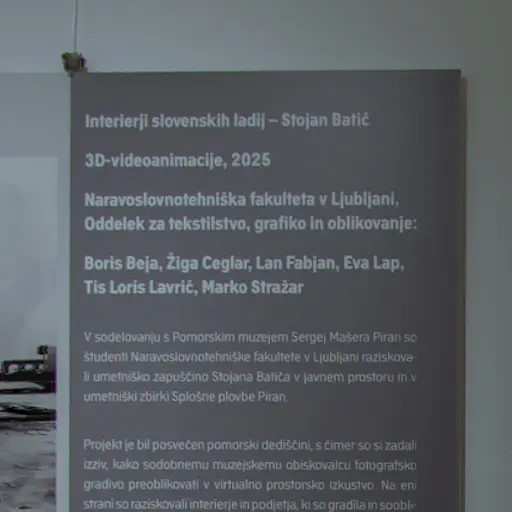 Interierji slovenskih ladij – Stojan Batič
3D-videoanimacije, 2025
Naravoslovnotehniška fakulteta v Ljubljani,
Oddelek za tekstilstvo, grafiko in oblikovanje:
Boris Beja, Žiga Ceglar, Lan Fabjan, Eva Lap,
Tis Loris Lavrič, Marko Stražar
V sodelovanju s Pomorskim muzejem Sergej Mašera Piran so
študenti Naravoslovnotehniške fakultete v Ljubljani raziskova-
li umetniško zapuščino Stojana Batiča v javnem prostoru in v
umetniški zbirki Splošne plovbe Piran.
Projekt je bil posvečen pomorski dediščini, s čimer so si zadali
izziv, kako sodobnemu muzejskemu obiskovalcu fotografsko
gradivo preoblikovati v virtualno prostorsko izkustvo. Na eni
strani so raziskovali interierje in podjetja, ki so gradila in soobli-